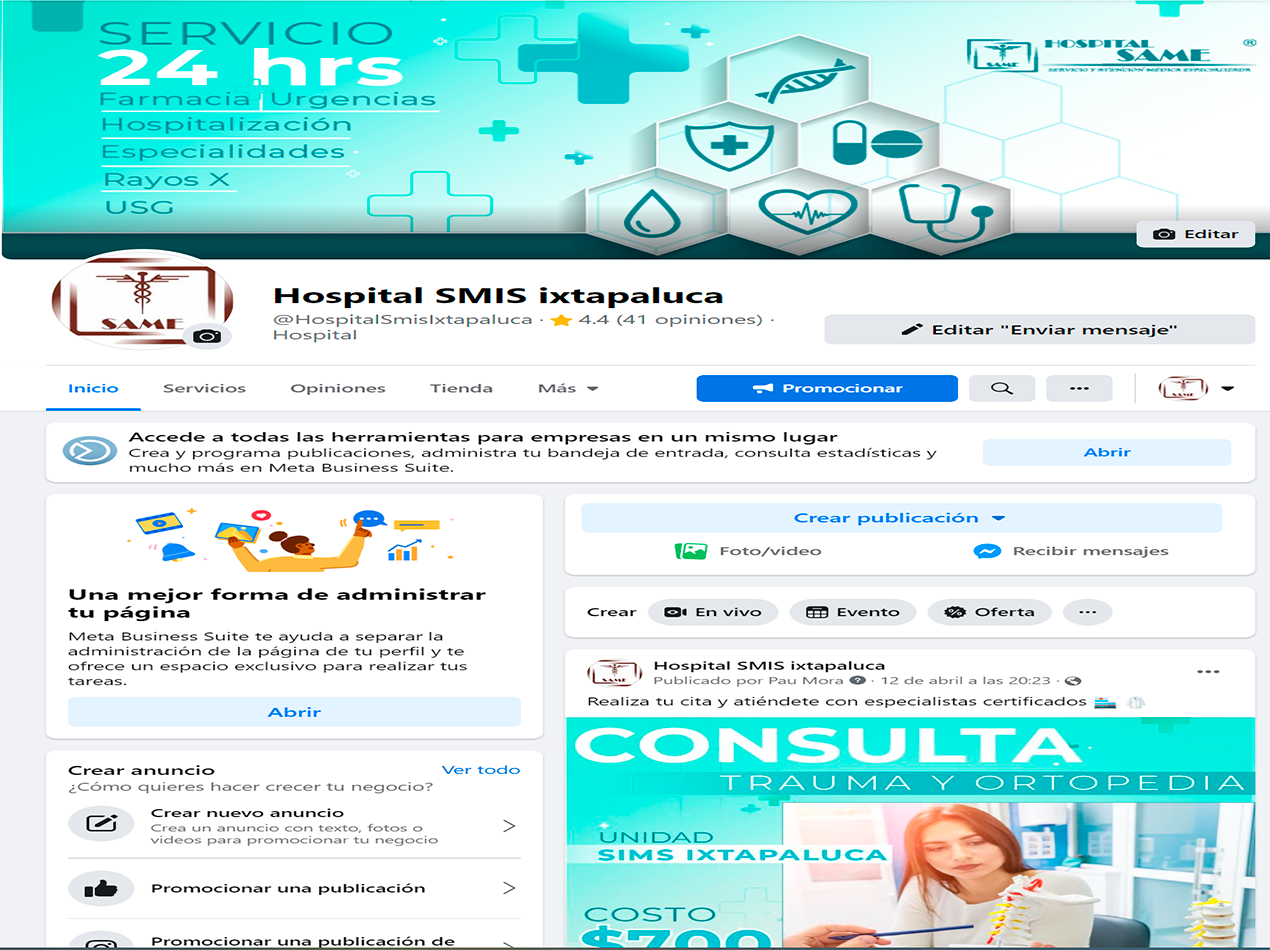 SERVICIO
24 hrs
Farmacia Urgencias
Hospitalización
Especialidades
Rayos X
USG
HOSPITAL
SAME
®
SERVICIO Y ATENCIÓN MÉDICA ESPECIALIZADA
SAME
Editar
SAME
Hospital SMIS ixtapaluca
@HospitalSmisIxtapaluca · 4.4 (41 opiniones) ·
Hospital
Editar "Enviar mensaje"
Inicio Servicios Opiniones Tienda Más
Promocionar
Accede a todas las herramientas para empresas en un mismo lugar
Crea y programa publicaciones, administra tu bandeja de entrada, consulta estadísticas y
mucho más en Meta Business Suite.
Abrir
Una mejor forma de administrar
tu página
Meta Business Suite te ayuda a separar la
administración de la página de tu perfil y te
ofrece un espacio exclusivo para realizar tus
tareas.
Abrir
Crear anuncio Ver todo
¿Cómo quieres hacer crecer tu negocio?
Crear nuevo anuncio
Crea un anuncio con texto, fotos o
videos para promocionar tu negocio
Promocionar una publicación
Promocionar una publicación de
Crear publicación
Foto/video Recibir mensajes
Crear En vivo Evento Oferta
Hospital SMIS ixtapaluca
Publicado por Pau Mora · 12 de abril a las 20:23 ·
Realiza tu cita y atiéndete con especialistas certificados
CONSULTA
TRAUMA Y ORTOPEDIA
UNIDAD
SIMS IXTAPALUCA
COSTO
$700